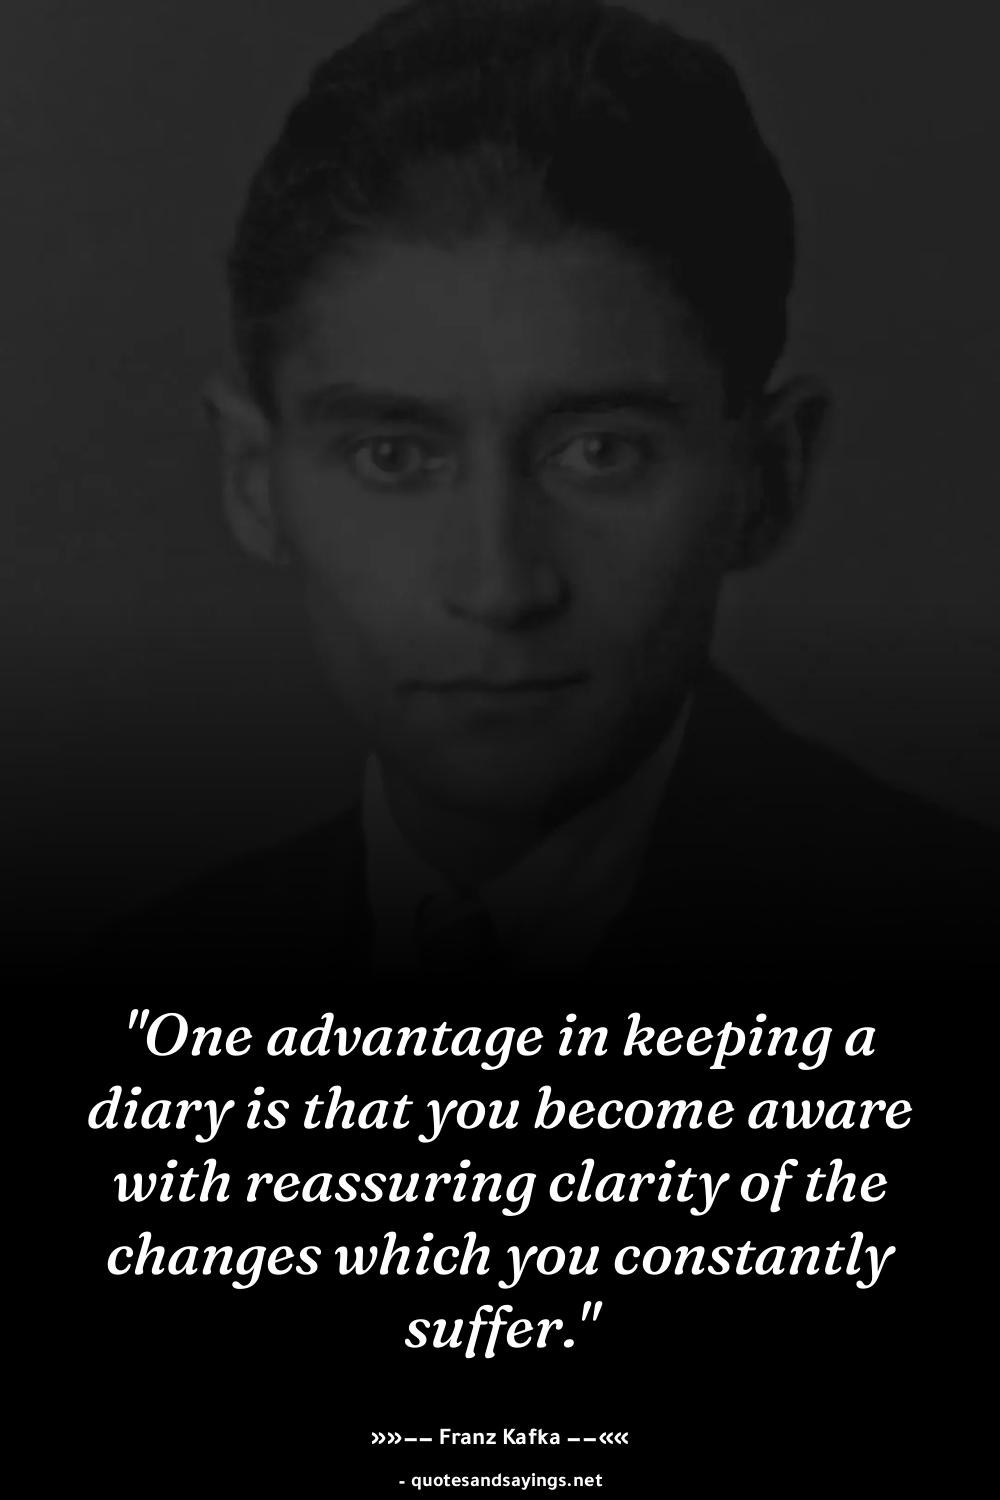 "One advantage in keeping a
diary is that you become aware
with reassuring clarity of the
changes which you constantly
suffer."
»»–– Franz Kafka ––««
- quotesandsayings.net